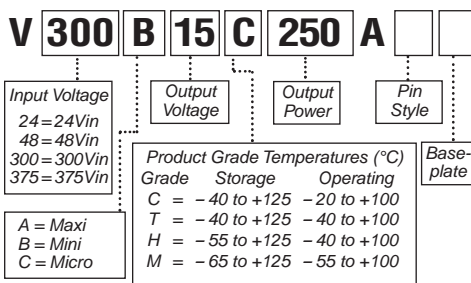 V 300 B 15 C 250 A
Input Voltage
24 = 24Vin
48 = 48Vin
300 = 300Vin
375 = 375Vin
Output
Voltage
Output
Power
Pin
Style
Base-
plate
A = Maxi
B = Mini
C = Micro
Product Grade Temperatures (°C)
Grade Storage Operating
C = – 40 to +125 – 20 to +100
T = – 40 to +125 – 40 to +100
H = – 55 to +125 – 40 to +100
M = – 65 to +125 – 55 to +100